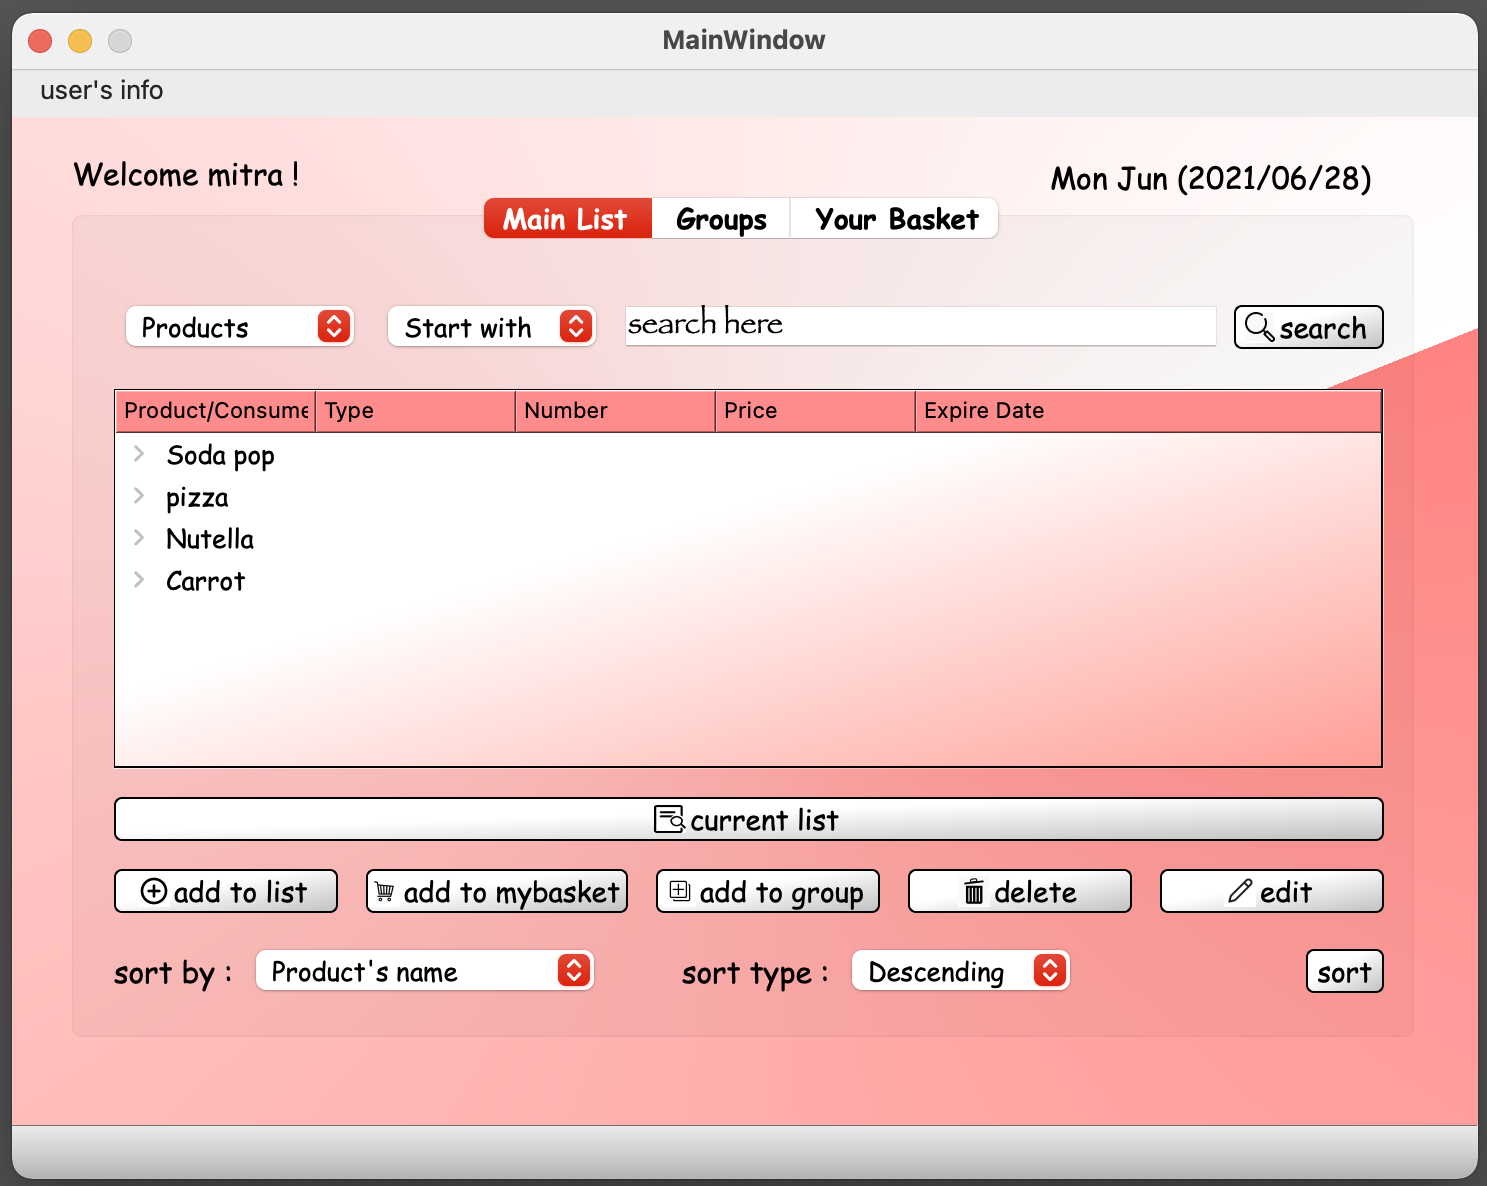 MainWindow
user's info
Welcome mitra !
Mon Jun (2021/06/28)
Main List Groups Your Basket
Products Start with search here search
Product/Consume Type Number Price Expire Date
Soda pop
pizza
Nutella
Carrot
current list
add to list add to mybasket add to group delete edit
sort by : Product's name sort type : Descending sort